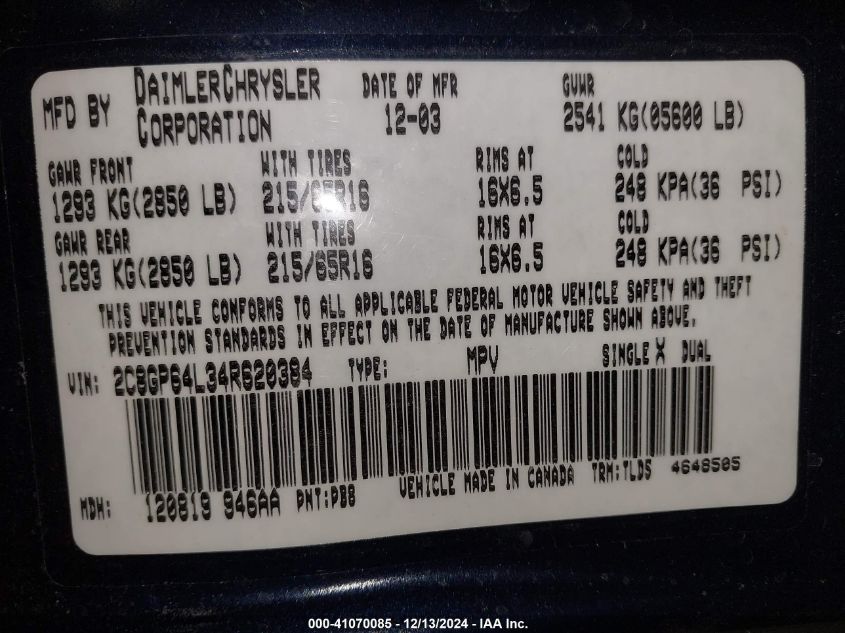 MFD BY DAIMLERCHRYSLER CORPORATION DATE OF MFR 12-03 GVWR 2541 KG(05600 LB)
GAWR FRONT WITH TIRES RIMS AT COLD
1293 KG(2850 LB) 215/65R16 16X6.5 248 KPA(36 PSI)
GAWR REAR WITH TIRES RIMS AT COLD
1293 KG(2850 LB) 215/65R16 16X6.5 248 KPA(36 PSI)
THIS VEHICLE CONFORMS TO ALL APPLICABLE FEDERAL MOTOR VEHICLE SAFETY AND THEFT
PREVENTION STANDARDS IN EFFECT ON THE DATE OF MANUFACTURE SHOWN ABOVE.
VIN: 2C8GP64L34R620384 TYPE: MPV SINGLE X DUAL
MDH: 120819 946AA PNT:PB8 VEHICLE MADE IN CANADA TRM:TLD5 4648505
000-41070085 - 12/13/2024 - IAA Inc.